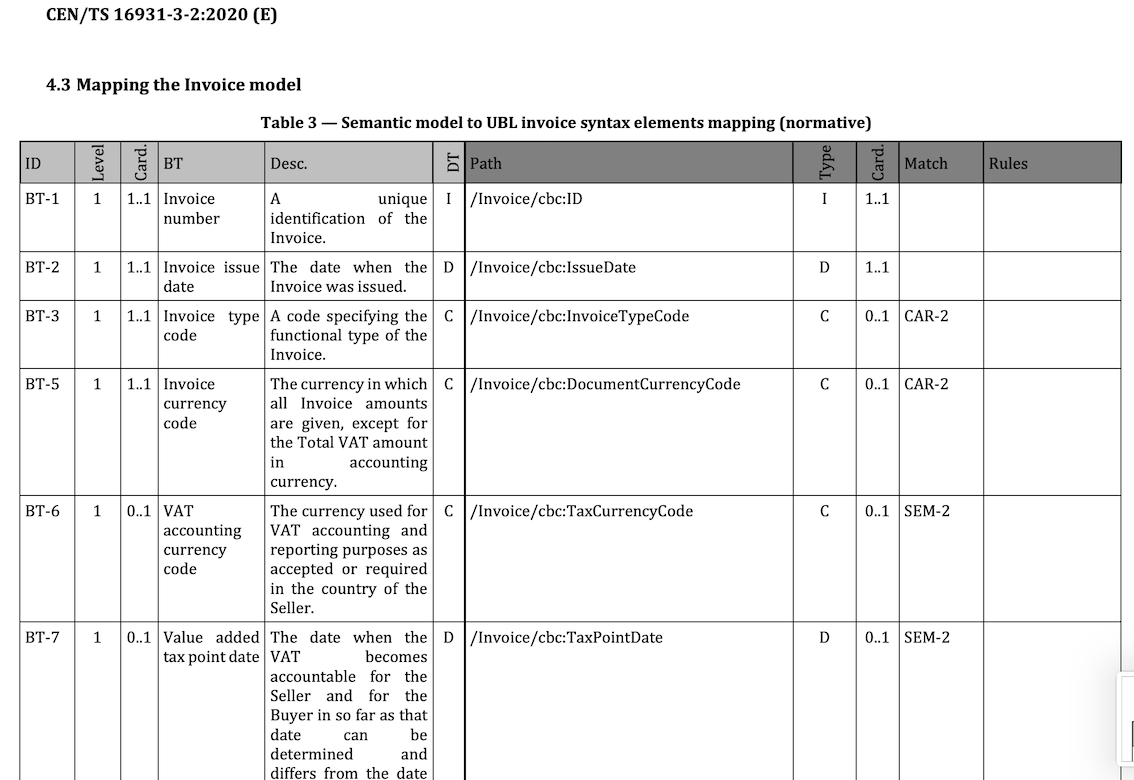 CEN/TS 16931-3-2:2020 (E)
4.3 Mapping the Invoice model
Table 3 — Semantic model to UBL invoice syntax elements mapping (normative)
ID Level Card. BT Desc. DT Path Type Card. Match Rules
BT-1 1 1..1 Invoice A unique I /Invoice/cbc:ID I 1..1
number identification of the
Invoice.
BT-2 1 1..1 Invoice issue The date when the D /Invoice/cbc:IssueDate D 1..1
date Invoice was issued.
BT-3 1 1..1 Invoice type A code specifying the C /Invoice/cbc:InvoiceTypeCode C 0..1 CAR-2
code functional type of the
Invoice.
BT-5 1 1..1 Invoice The currency in which C /Invoice/cbc:DocumentCurrencyCode C 0..1 CAR-2
currency all Invoice amounts
code are given, except for
the Total VAT amount
in accounting
currency.
BT-6 1 0..1 VAT The currency used for C /Invoice/cbc:TaxCurrencyCode C 0..1 SEM-2
accounting VAT accounting and
currency reporting purposes as
code accepted or required
in the country of the
Seller.
BT-7 1 0..1 Value added The date when the D /Invoice/cbc:TaxPointDate D 0..1 SEM-2
tax point date VAT becomes
accountable for the
Seller and for the
Buyer in so far as that
date can be
determined and
differs from the date